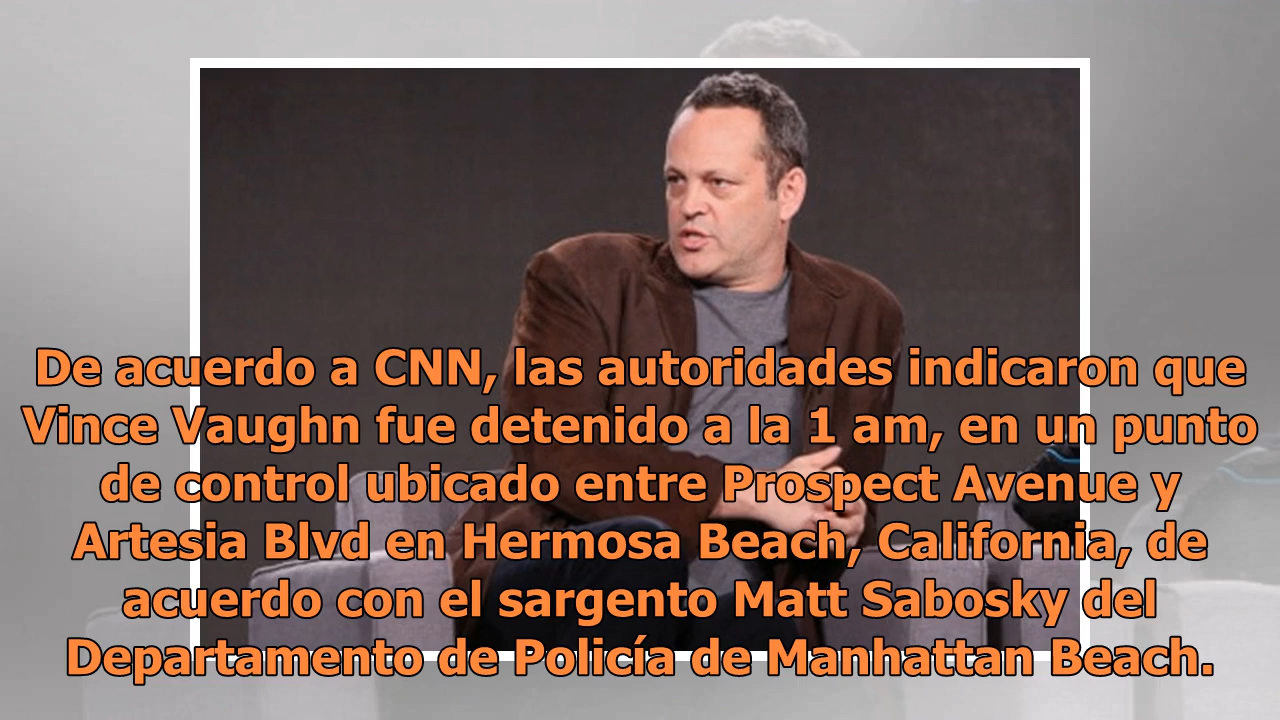 De acuerdo a CNN, las autoridades indicaron que
Vince Vaughn fue detenido a la 1 am, en un punto
de control ubicado entre Prospect Avenue y
Artesia Blvd en Hermosa Beach, California, de
acuerdo con el sargento Matt Sabosky del
Departamento de Policía de Manhattan Beach.